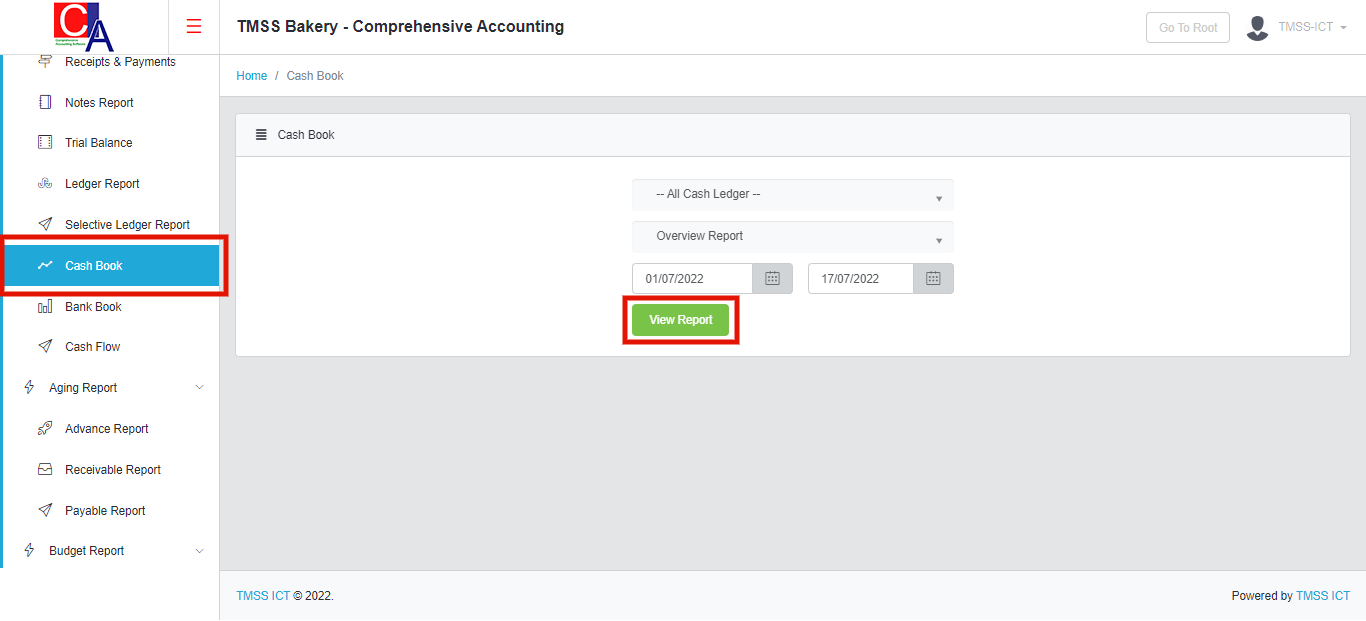 CA
Comprehensive
Accounting Software
TMSS Bakery - Comprehensive Accounting
Go To Root
TMSS-ICT
Receipts & Payments
Notes Report
Trial Balance
Ledger Report
Selective Ledger Report
Cash Book
Bank Book
Cash Flow
Aging Report
Advance Report
Receivable Report
Payable Report
Budget Report
Home / Cash Book
Cash Book
-- All Cash Ledger --
Overview Report
01/07/2022 17/07/2022
View Report
TMSS ICT © 2022.
Powered by TMSS ICT